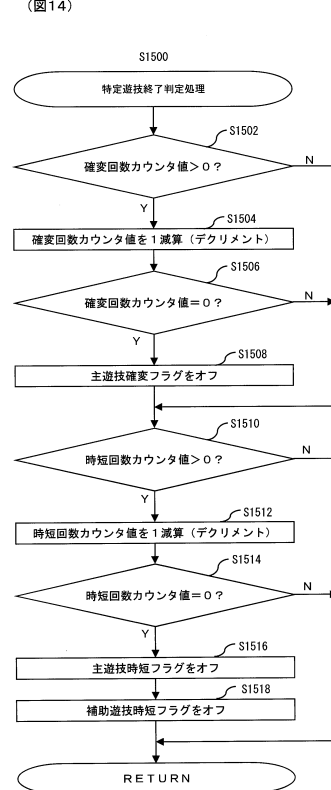 (図14)
S1500
特定遊技終了判定処理
S1502
確変回数カウンタ値>0?
N
Y
S1504
確変回数カウンタ値を1減算(デクリメント)
S1506
確変回数カウンタ値=0?
N
Y
S1508
主遊技確変フラグをオフ
S1510
時短回数カウンタ値>0?
N
Y
S1512
時短回数カウンタ値を1減算(デクリメント)
S1514
時短回数カウンタ値=0?
N
Y
S1516
主遊技時短フラグをオフ
S1518
補助遊技時短フラグをオフ
RETURN